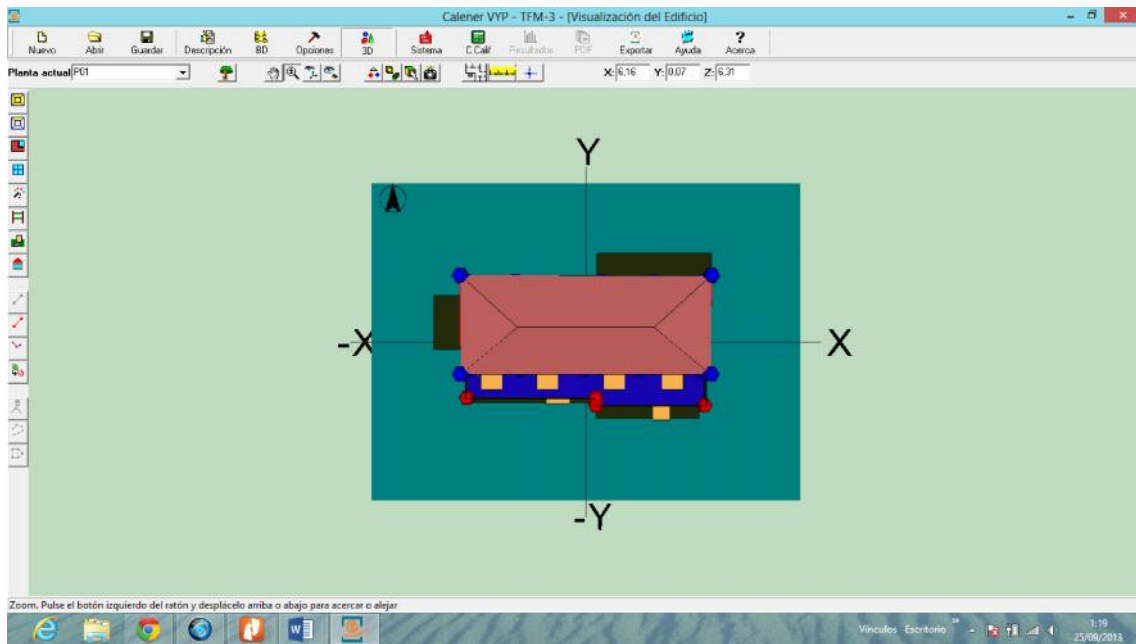 Calener VYP - TFM-3 - [Visualización del Edificio]
Nuevo Abrir Guardar Descripción BD Opciones 3D Sistema C.Calif Resultados PDF Exportar Ayuda Acerca
Planta actual P01 X: 6,16 Y: 0,07 Z: 6,31
Y
-X X
-Y
Zoom. Pulse el botón izquierdo del ratón y desplácelo arriba o abajo para acercar o alejar
Vínculos Escritorio 1:19
25/09/2013